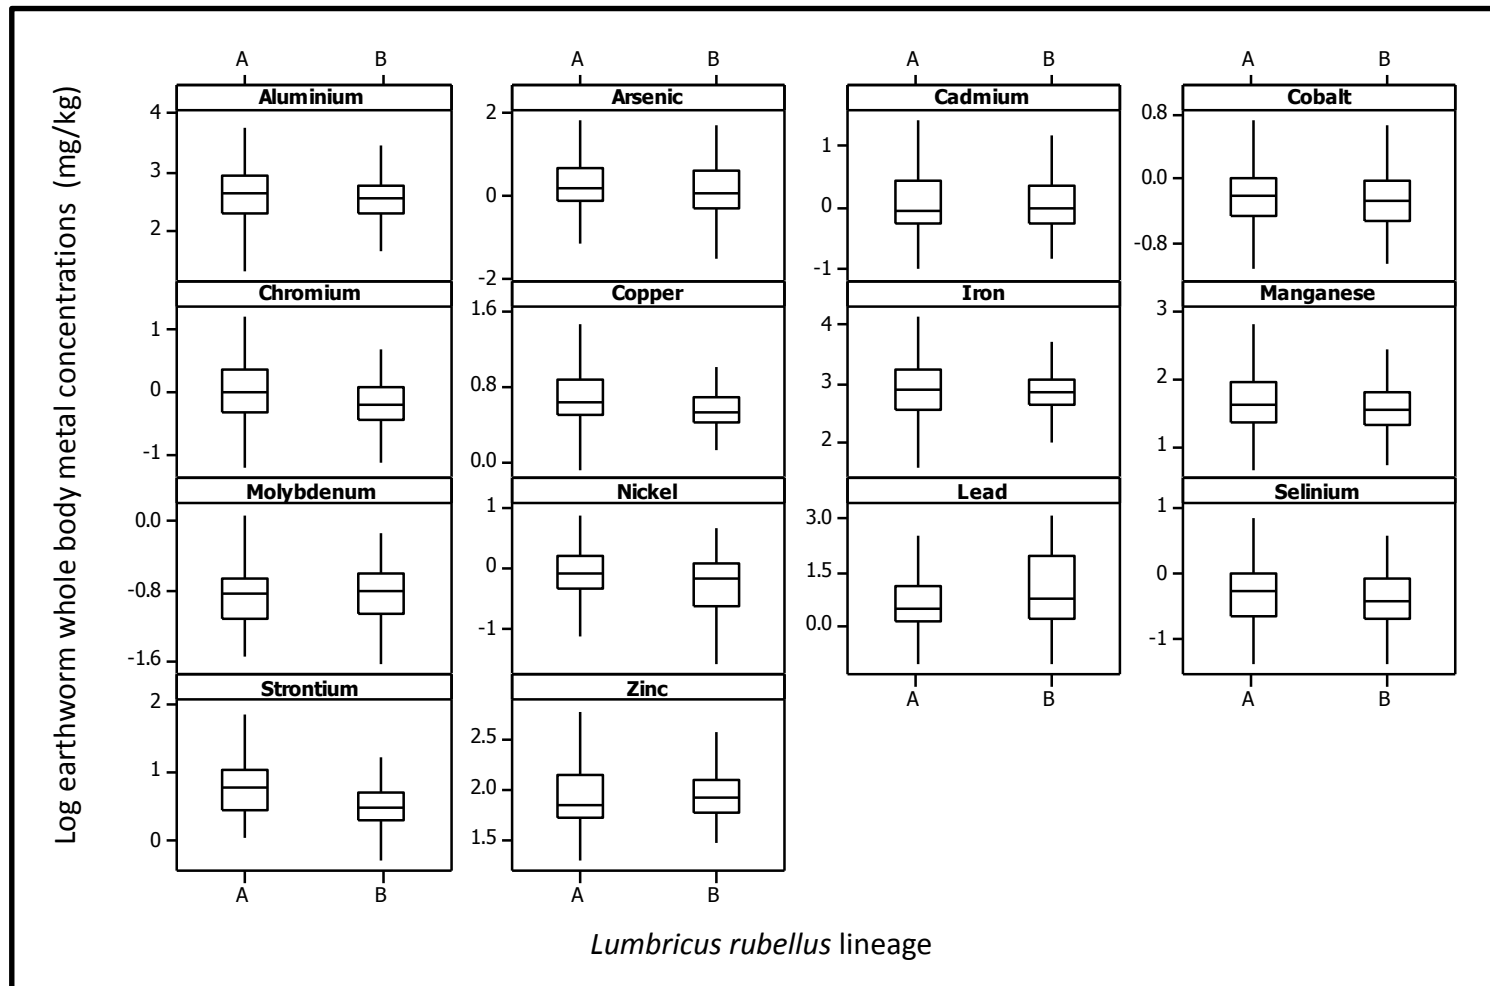 Log earthworm whole body metal concentrations (mg/kg)
A B A B A B A B
Aluminium Arsenic Cadmium Cobalt
4 2 1 0.8
3 0 0 0.0
2 -2 -1 -0.8
Chromium Copper Iron Manganese
1 1.6 4 3
0 0.8 3 2
-1 0.0 2 1
Molybdenum Nickel Lead Selinium
0.0 1 3.0 1
-0.8 0 1.5 0
-1.6 -1 0.0 -1
A B A B
Strontium Zinc
2 2.5
1 2.0
0 1.5
A B A B
Lumbricus rubellus lineage